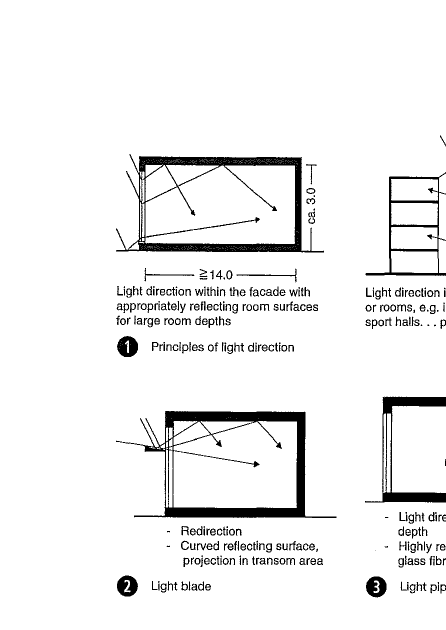 ca. 3.0
≧14.0
Light direction within the facade with
appropriately reflecting room surfaces
for large room depths
1 Principles of light direction
Light direction i
or rooms, e.g. i
sport halls. . . p
- Redirection
- Curved reflecting surface,
projection in transom area
2 Light blade
- Light dire
depth
- Highly re
glass fibr
3 Light pip